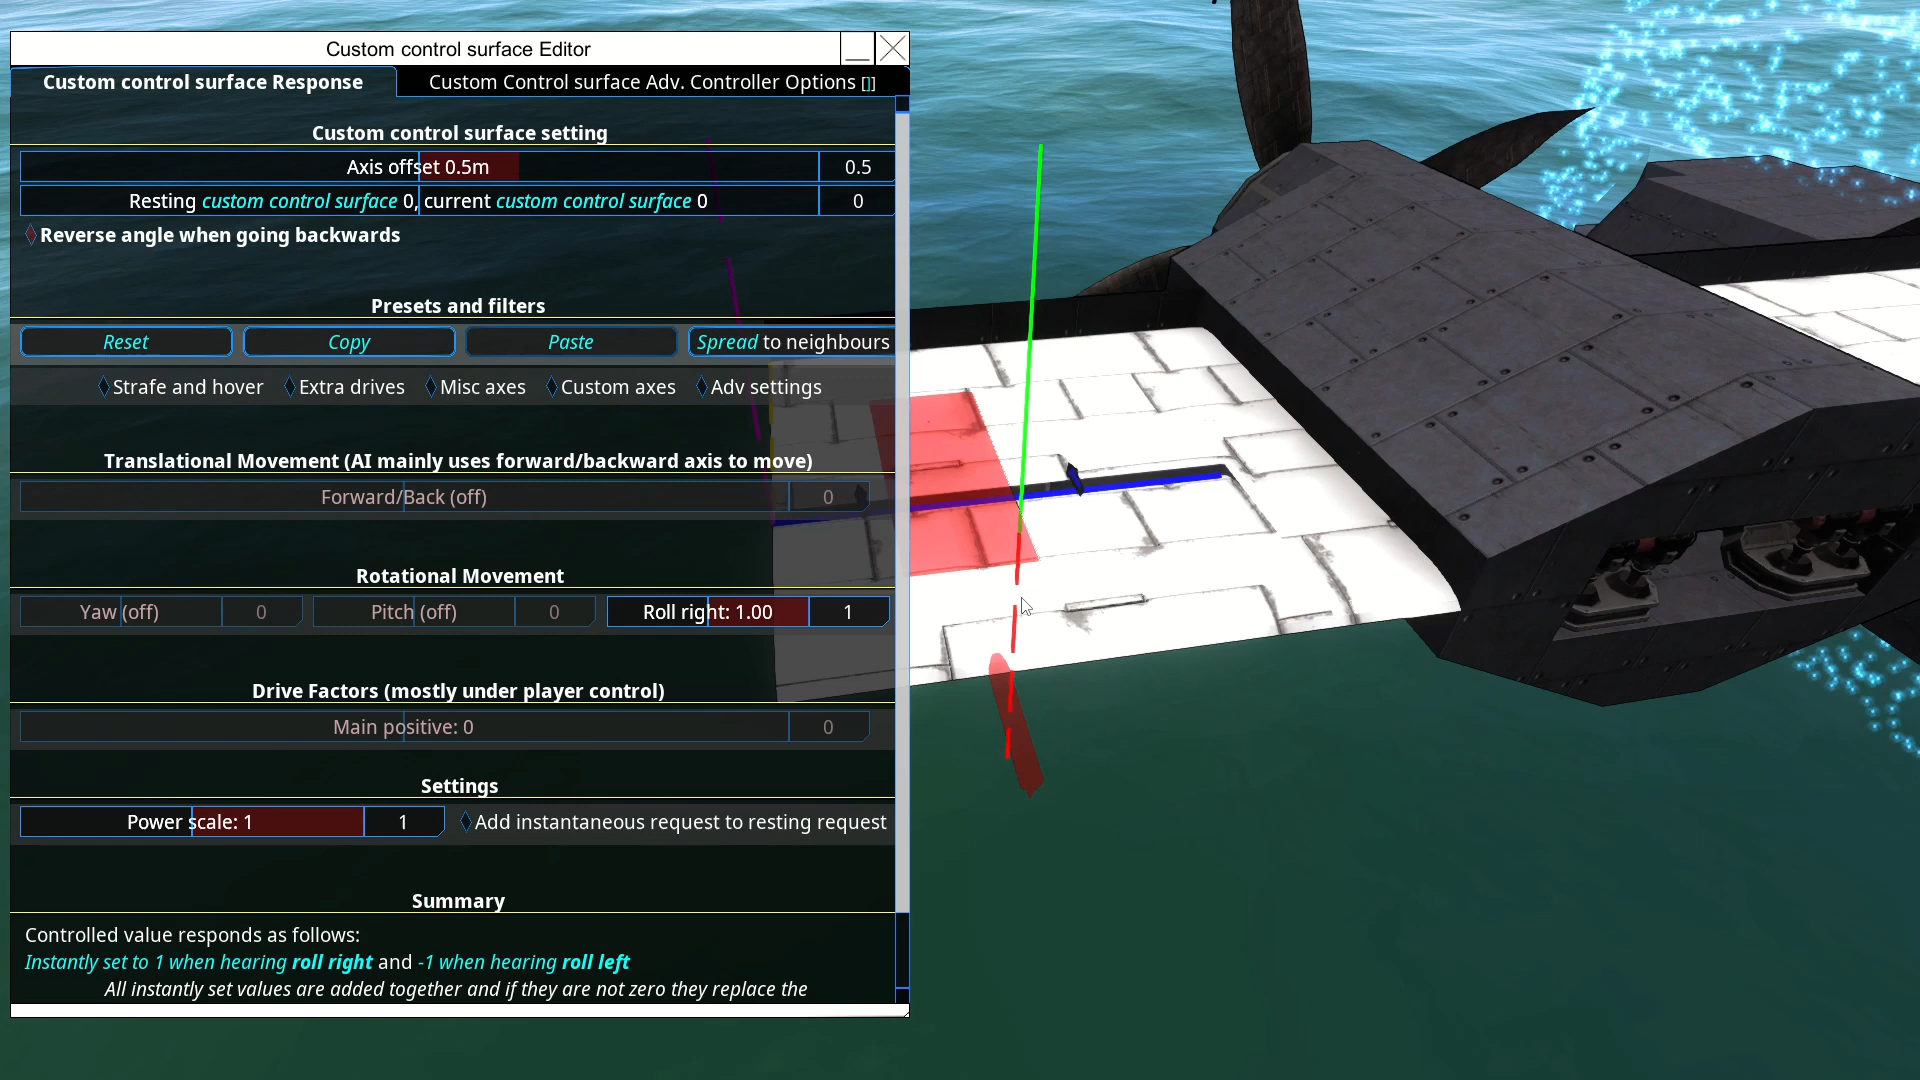 Custom control surface Editor
Custom control surface Response
Custom Control surface Adv. Controller Options []
Custom control surface setting
Axis offset 0.5m 0.5
Resting custom control surface 0, current custom control surface 0 0
Reverse angle when going backwards
Presets and filters
Reset Copy Paste Spread to neighbours
Strafe and hover Extra drives Misc axes Custom axes Adv settings
Translational Movement (AI mainly uses forward/backward axis to move)
Forward/Back (off) 0
Rotational Movement
Yaw (off) 0 Pitch (off) 0 Roll right: 1.00 1
Drive Factors (mostly under player control)
Main positive: 0 0
Settings
Power scale: 1 1 Add instantaneous request to resting request
Summary
Controlled value responds as follows:
Instantly set to 1 when hearing roll right and -1 when hearing roll left
All instantly set values are added together and if they are not zero they replace the